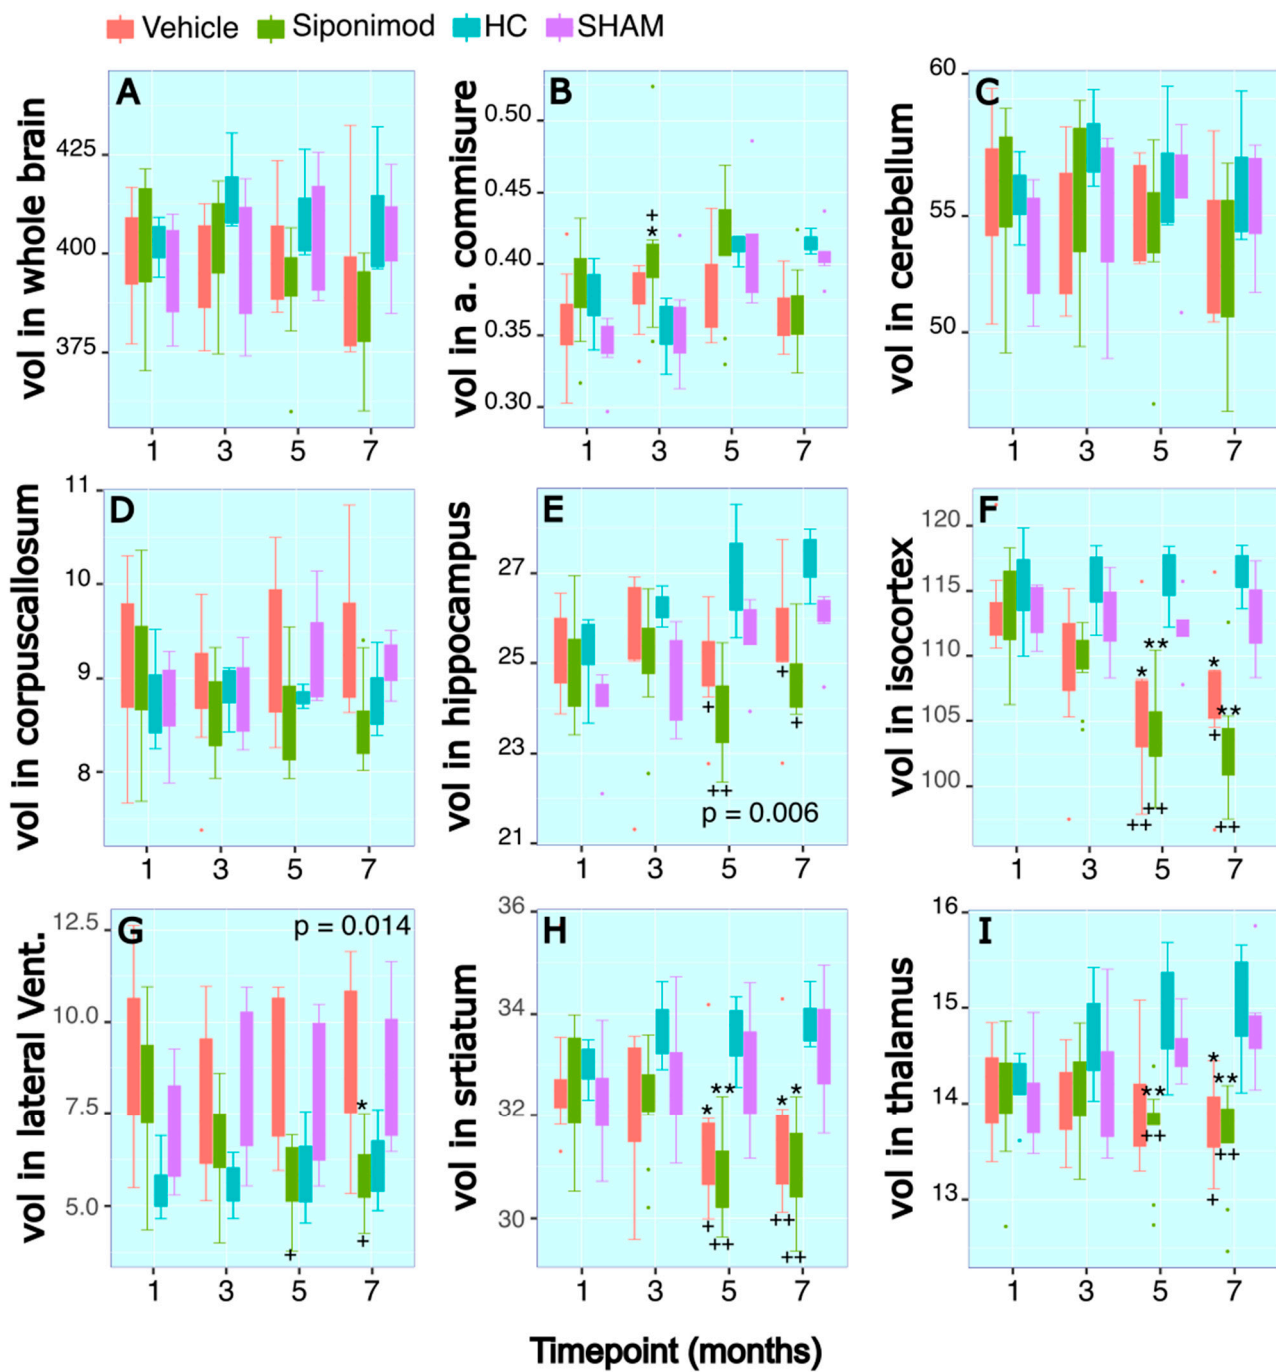 Vehicle Siponimod HC SHAM
A
vol in whole brain
425
400
375
1 3 5 7
B
vol in a. commisure
0.50
0.45
0.40
0.35
0.30
+
*
1 3 5 7
C
vol in cerebellum
60
55
50
1 3 5 7
D
vol in corpuscalosum
11
10
9
8
1 3 5 7
E
vol in hippocampus
27
25
23
21
+
++
+
+
p = 0.006
1 3 5 7
F
vol in isocortex
120
115
110
105
100
*
**
*
**
+
++
++
++
1 3 5 7
G
p = 0.014
vol in lateral Vent.
12.5
10.0
7.5
5.0
*
+
+
1 3 5 7
H
vol in srtiatum
36
34
32
30
*
**
*
*
+
++
++
++
1 3 5 7
I
vol in thalamus
16
15
14
13
**
++
*
**
++
+
1 3 5 7
Timepoint (months)